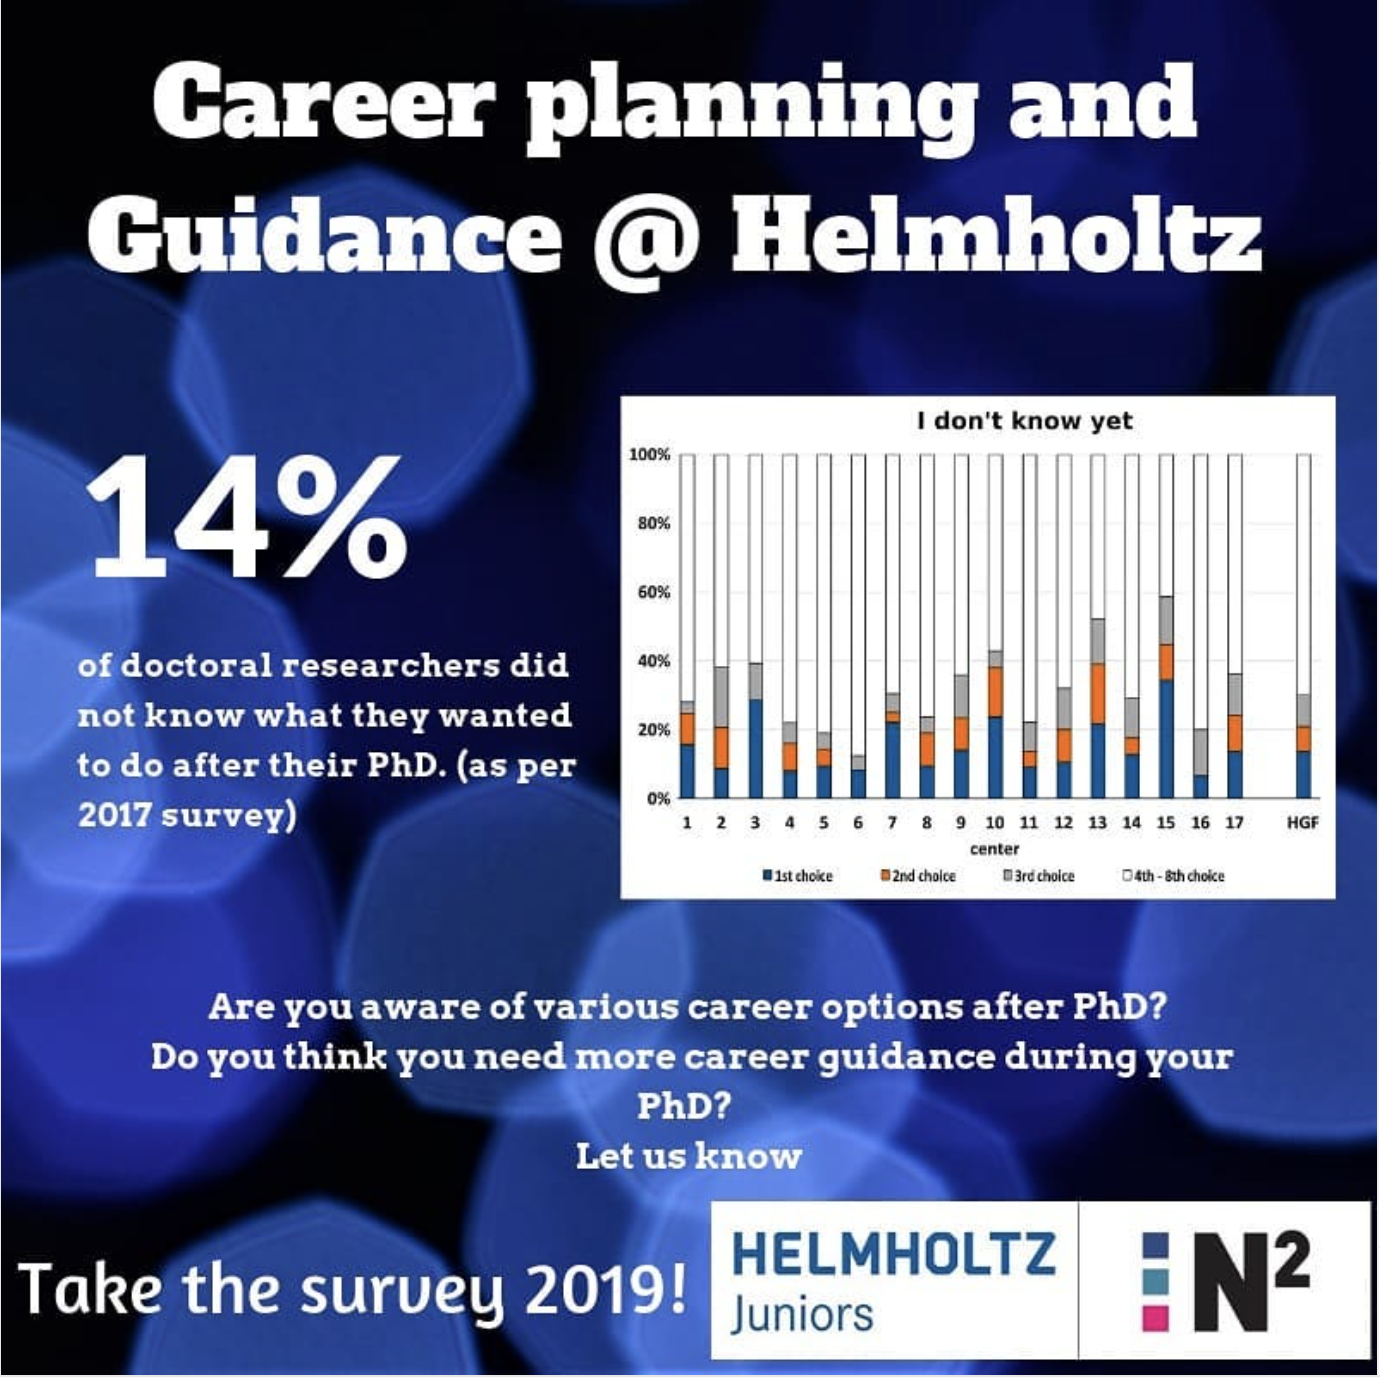 Career planning and
Guidance @ Helmholtz
14%
of doctoral researchers did
not know what they wanted
to do after their PhD. (as per
2017 survey)
I don't know yet
100%
80%
60%
40%
20%
0%
1 2 3 4 5 6 7 8 9 10 11 12 13 14 15 16 17 HGF
center
1st choice 2nd choice 3rd choice 4th - 8th choice
Are you aware of various career options after PhD?
Do you think you need more career guidance during your
PhD?
Let us know
Take the survey 2019!
HELMHOLTZ
Juniors
N²